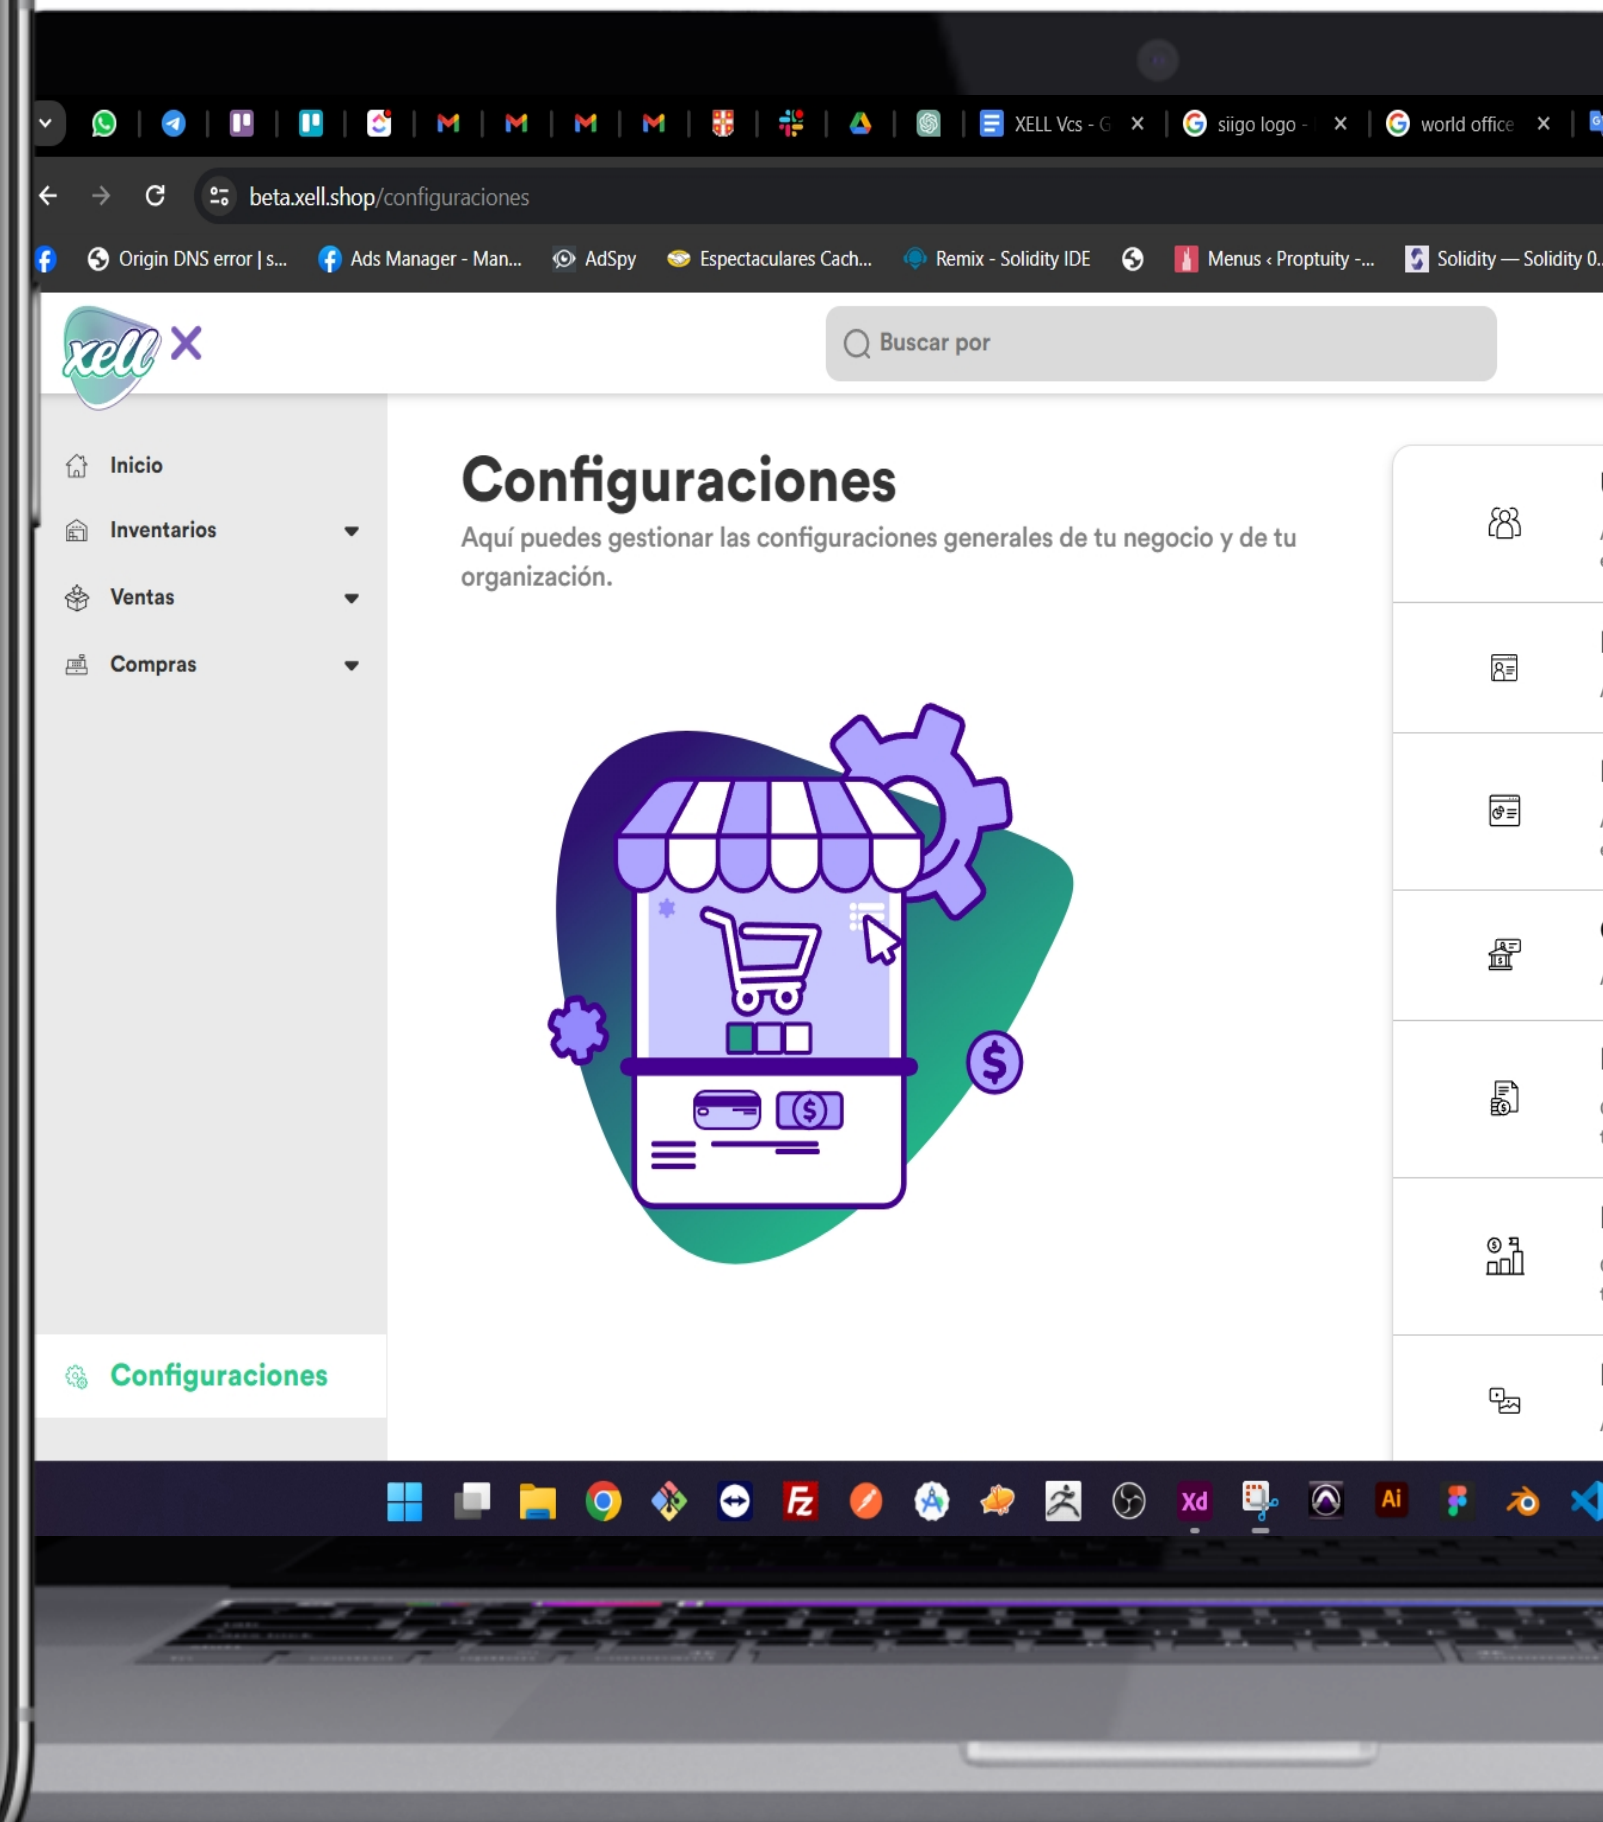 XELL Vcs - G
siigo logo -
world office
beta.xell.shop/configuraciones
Origin DNS error | s...
Ads Manager - Man...
AdSpy
Espectaculares Cach...
Remix - Solidity IDE
Menus ‹ Proptuity -...
Solidity — Solidity 0...
xell
Buscar por
Inicio
Inventarios
Ventas
Compras
Configuraciones
Configuraciones
Aquí puedes gestionar las configuraciones generales de tu negocio y de tu
organización.
Fz
Xd
Ai